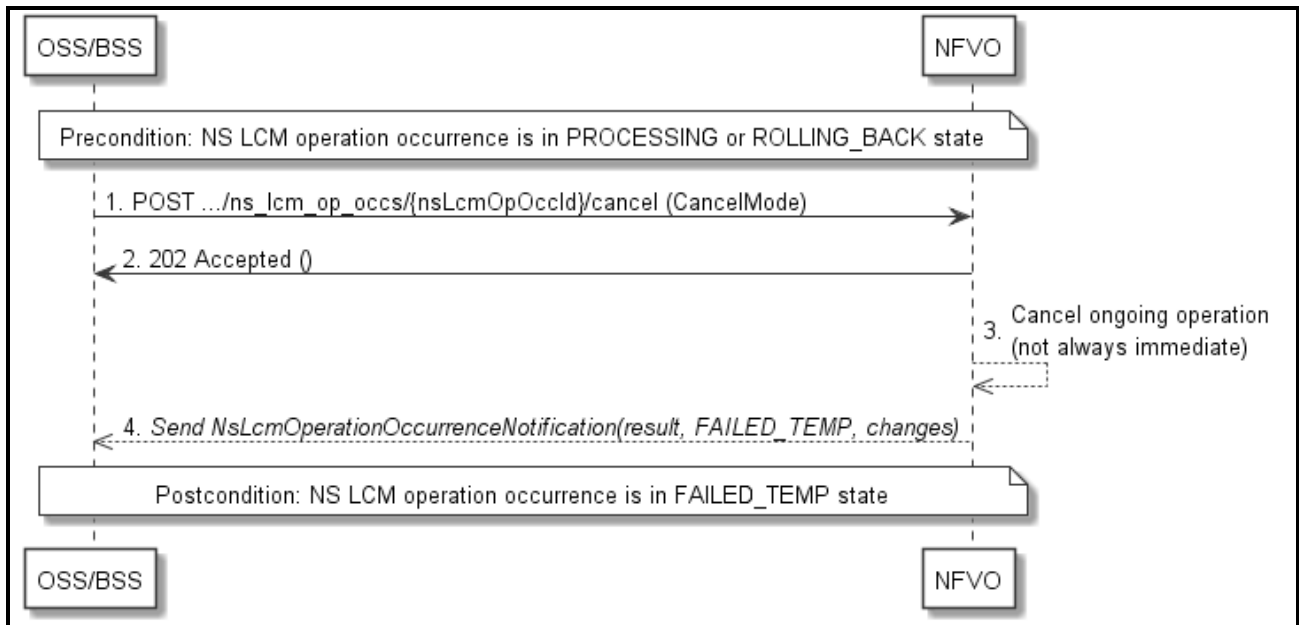 OSS/BSS
NFVO
Precondition: NS LCM operation occurrence is in PROCESSING or ROLLING_BACK state
1. POST .../ns_lcm_op_occs/{nsLcmOpOccId}/cancel (CancelMode)
2. 202 Accepted ()
3. Cancel ongoing operation
(not always immediate)
4. Send NsLcmOperationOccurrenceNotification(result, FAILED_TEMP, changes)
Postcondition: NS LCM operation occurrence is in FAILED_TEMP state
OSS/BSS
NFVO